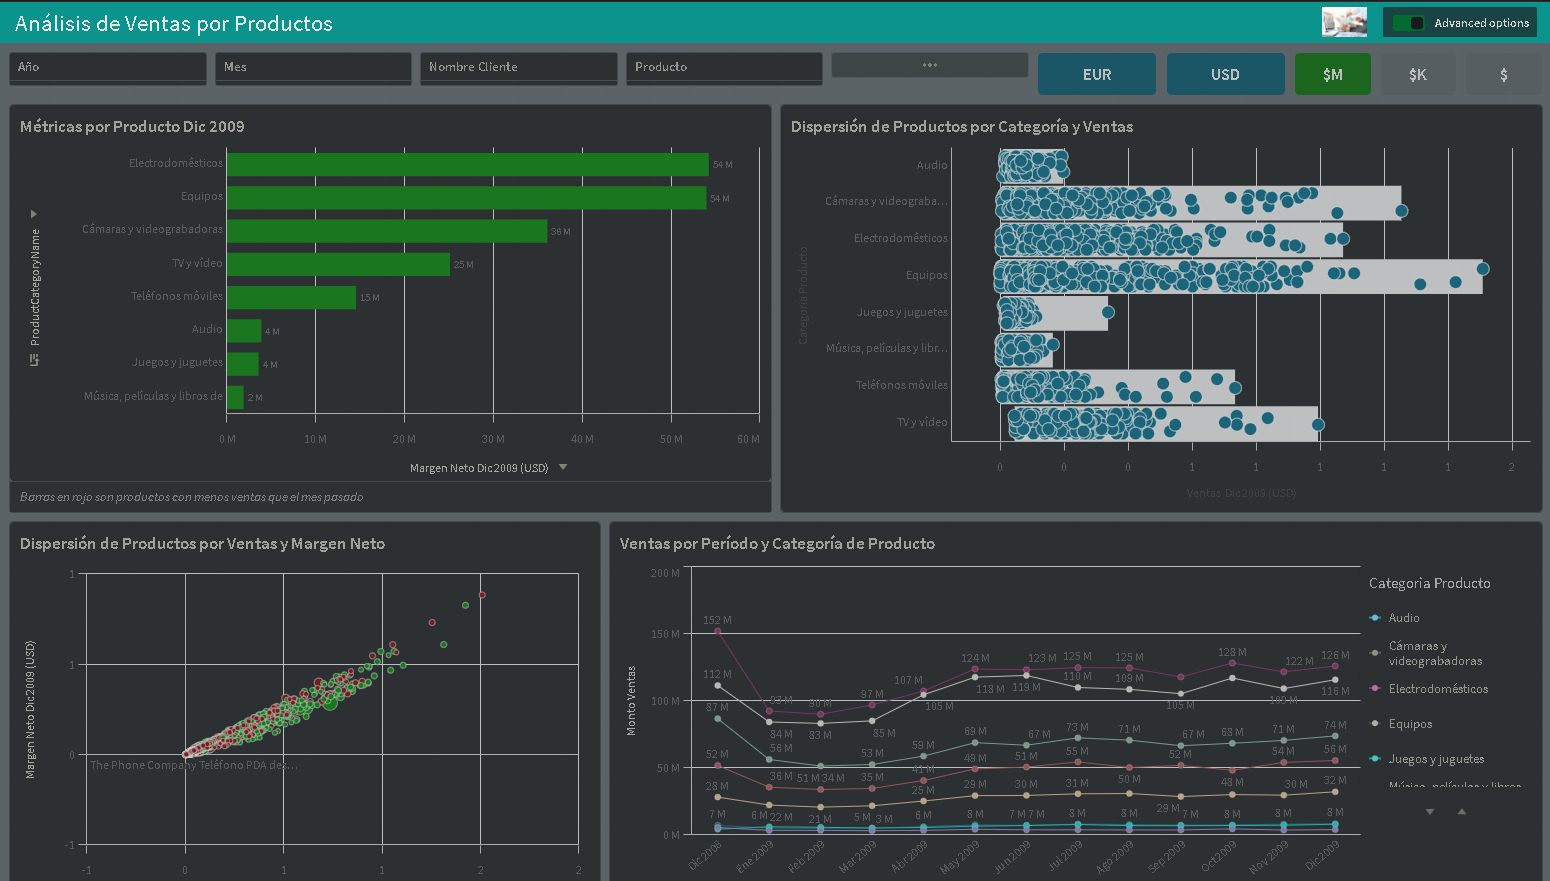 Análisis de Ventas por Productos
Advanced options
Año
Mes
Nombre Cliente
Producto
•••
EUR
USD
$M
$K
$
Métricas por Producto Dic 2009
ProductCategoryName
Electrodomésticos
54 M
Equipos
54 M
Cámaras y videograbadoras
36 M
TV y vídeo
25 M
Teléfonos móviles
15 M
Audio
4 M
Juegos y juguetes
4 M
Música, películas y libros de
2 M
0 M 10 M 20 M 30 M 40 M 50 M 60 M
Margen Neto Dic2009 (USD)
Barras en rojo son productos con menos ventas que el mes pasado
Dispersión de Productos por Categoría y Ventas
Categoria Producto
Audio
Cámaras y videograba…
Electrodomésticos
Equipos
Juegos y juguetes
Música, películas y libr…
Teléfonos móviles
TV y vídeo
0 0 0 1 1 1 1 1 2
Ventas Dic2009 (USD)
Dispersión de Productos por Ventas y Margen Neto
Margen Neto Dic2009 (USD)
1
1
0
-1
The Phone Company Teléfono PDA des…
-1 0 1 1 2 2
Ventas por Período y Categoría de Producto
Monto Ventas
200 M
150 M
100 M
50 M
0 M
152 M 93 M 90 M 97 M 107 M 124 M 123 M 125 M 125 M 128 M 122 M 126 M
112 M 84 M 83 M 85 M 105 M 118 M 119 M 110 M 109 M 105 M 109 M 116 M
87 M 56 M 51 M 53 M 59 M 69 M 67 M 73 M 71 M 67 M 68 M 71 M 74 M
52 M 36 M 34 M 35 M 41 M 49 M 51 M 55 M 50 M 52 M 48 M 54 M 56 M
28 M 22 M 21 M 25 M 29 M 30 M 31 M 29 M 30 M 32 M
7 M 6 M 5 M 3 M 6 M 8 M 7 M 7 M 8 M 8 M 7 M 8 M 8 M 8 M
Dic2008 Ene2009 Feb2009 Mar2009 Abr2009 May2009 Jun2009 Jul2009 Ago2009 Sep2009 Oct2009 Nov2009 Dic2009
Categoria Producto
Audio
Cámaras y
videograbadoras
Electrodomésticos
Equipos
Juegos y juguetes
Música, películas y libros